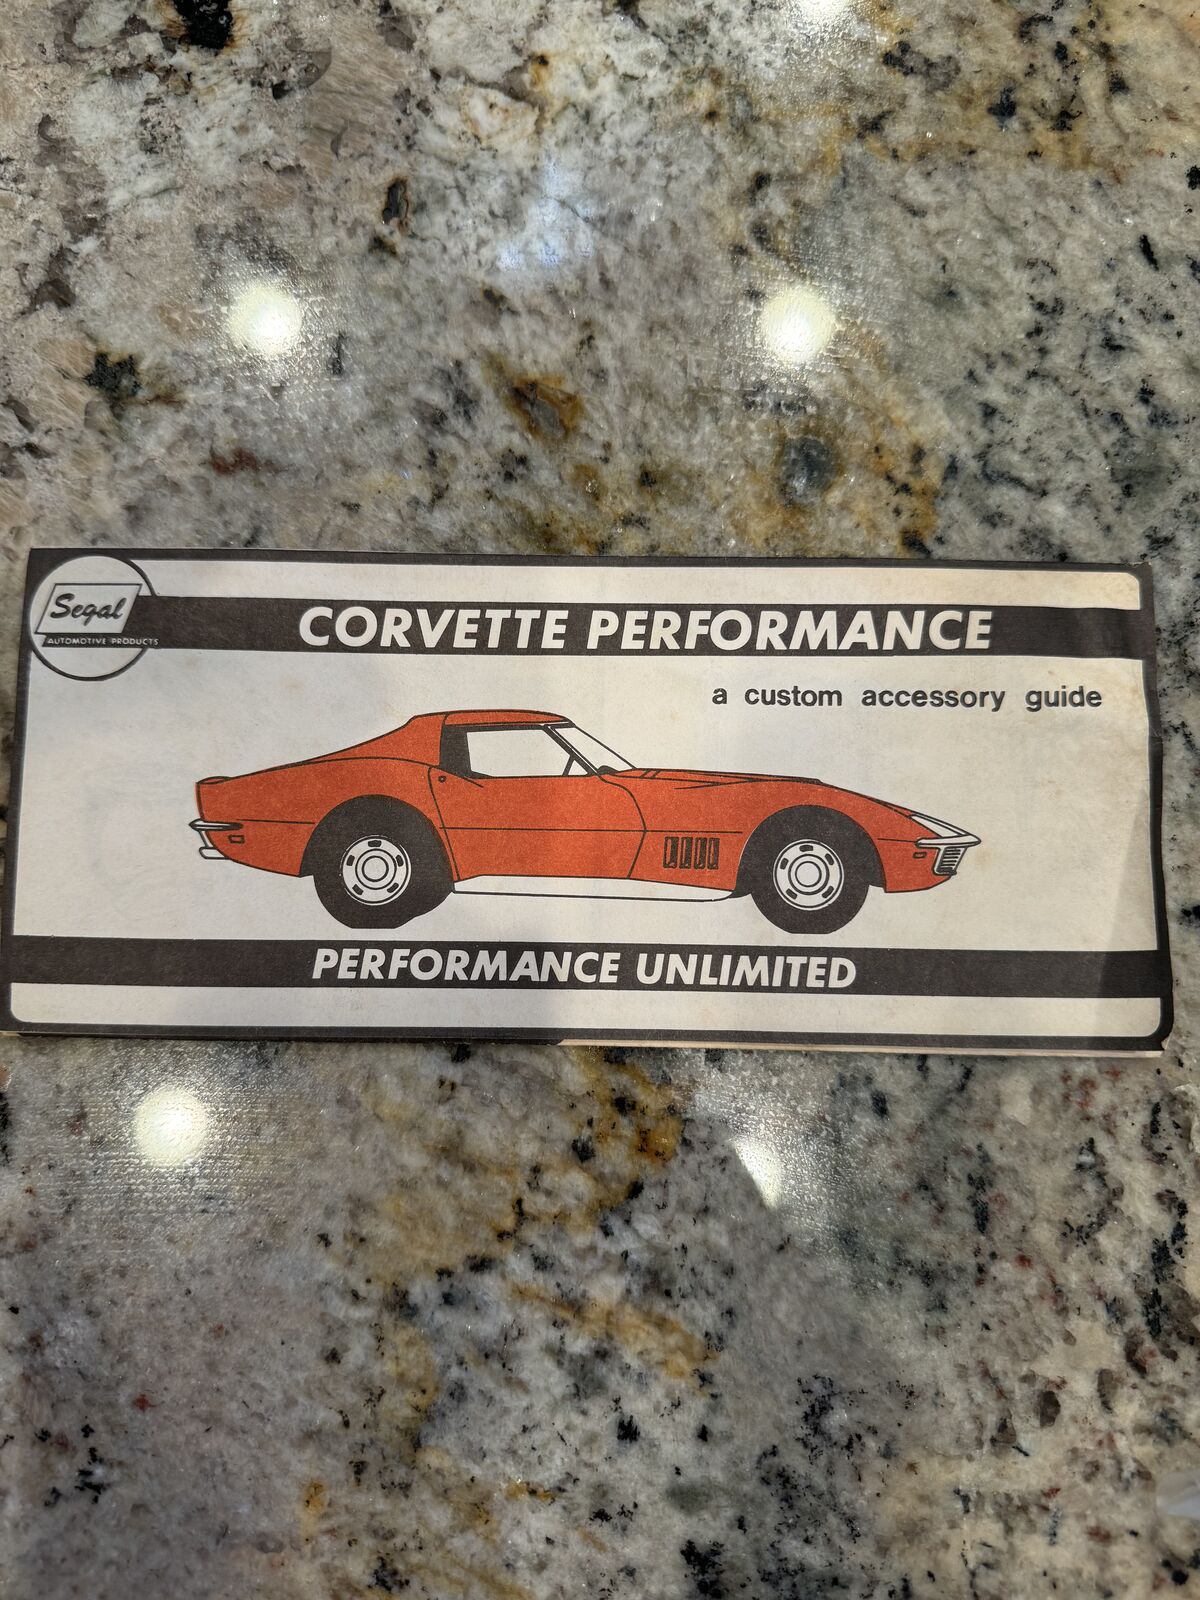 Segal
AUTOMOTIVE PRODUCTS
CORVETTE PERFORMANCE
a custom accessory guide
PERFORMANCE UNLIMITED